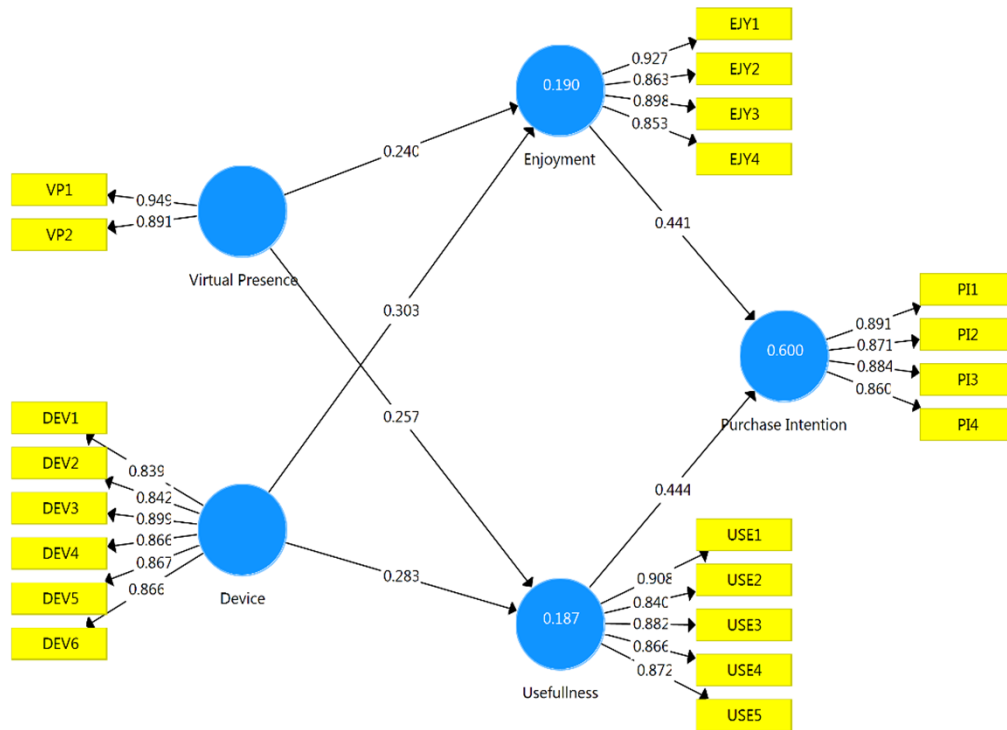 EJY1
0.927
EJY2
0.863
0.190
0.898
EJY3
0.853
EJY4
Enjoyment
0.240
VP1
0.949
0.891
VP2
0.441
Virtual Presence
PI1
0.303
0.891
PI2
0.871
0.600
0.884
PI3
0.860
PI4
DEV1
0.257
Purchase Intention
DEV2
0.839
0.842
0.444
DEV3
0.899
DEV4
0.866
USE1
0.867
0.908
DEV5
0.866
0.283
USE2
Device
0.840
0.187
0.882
USE3
DEV6
0.866
USE4
0.872
Usefullness
USE5